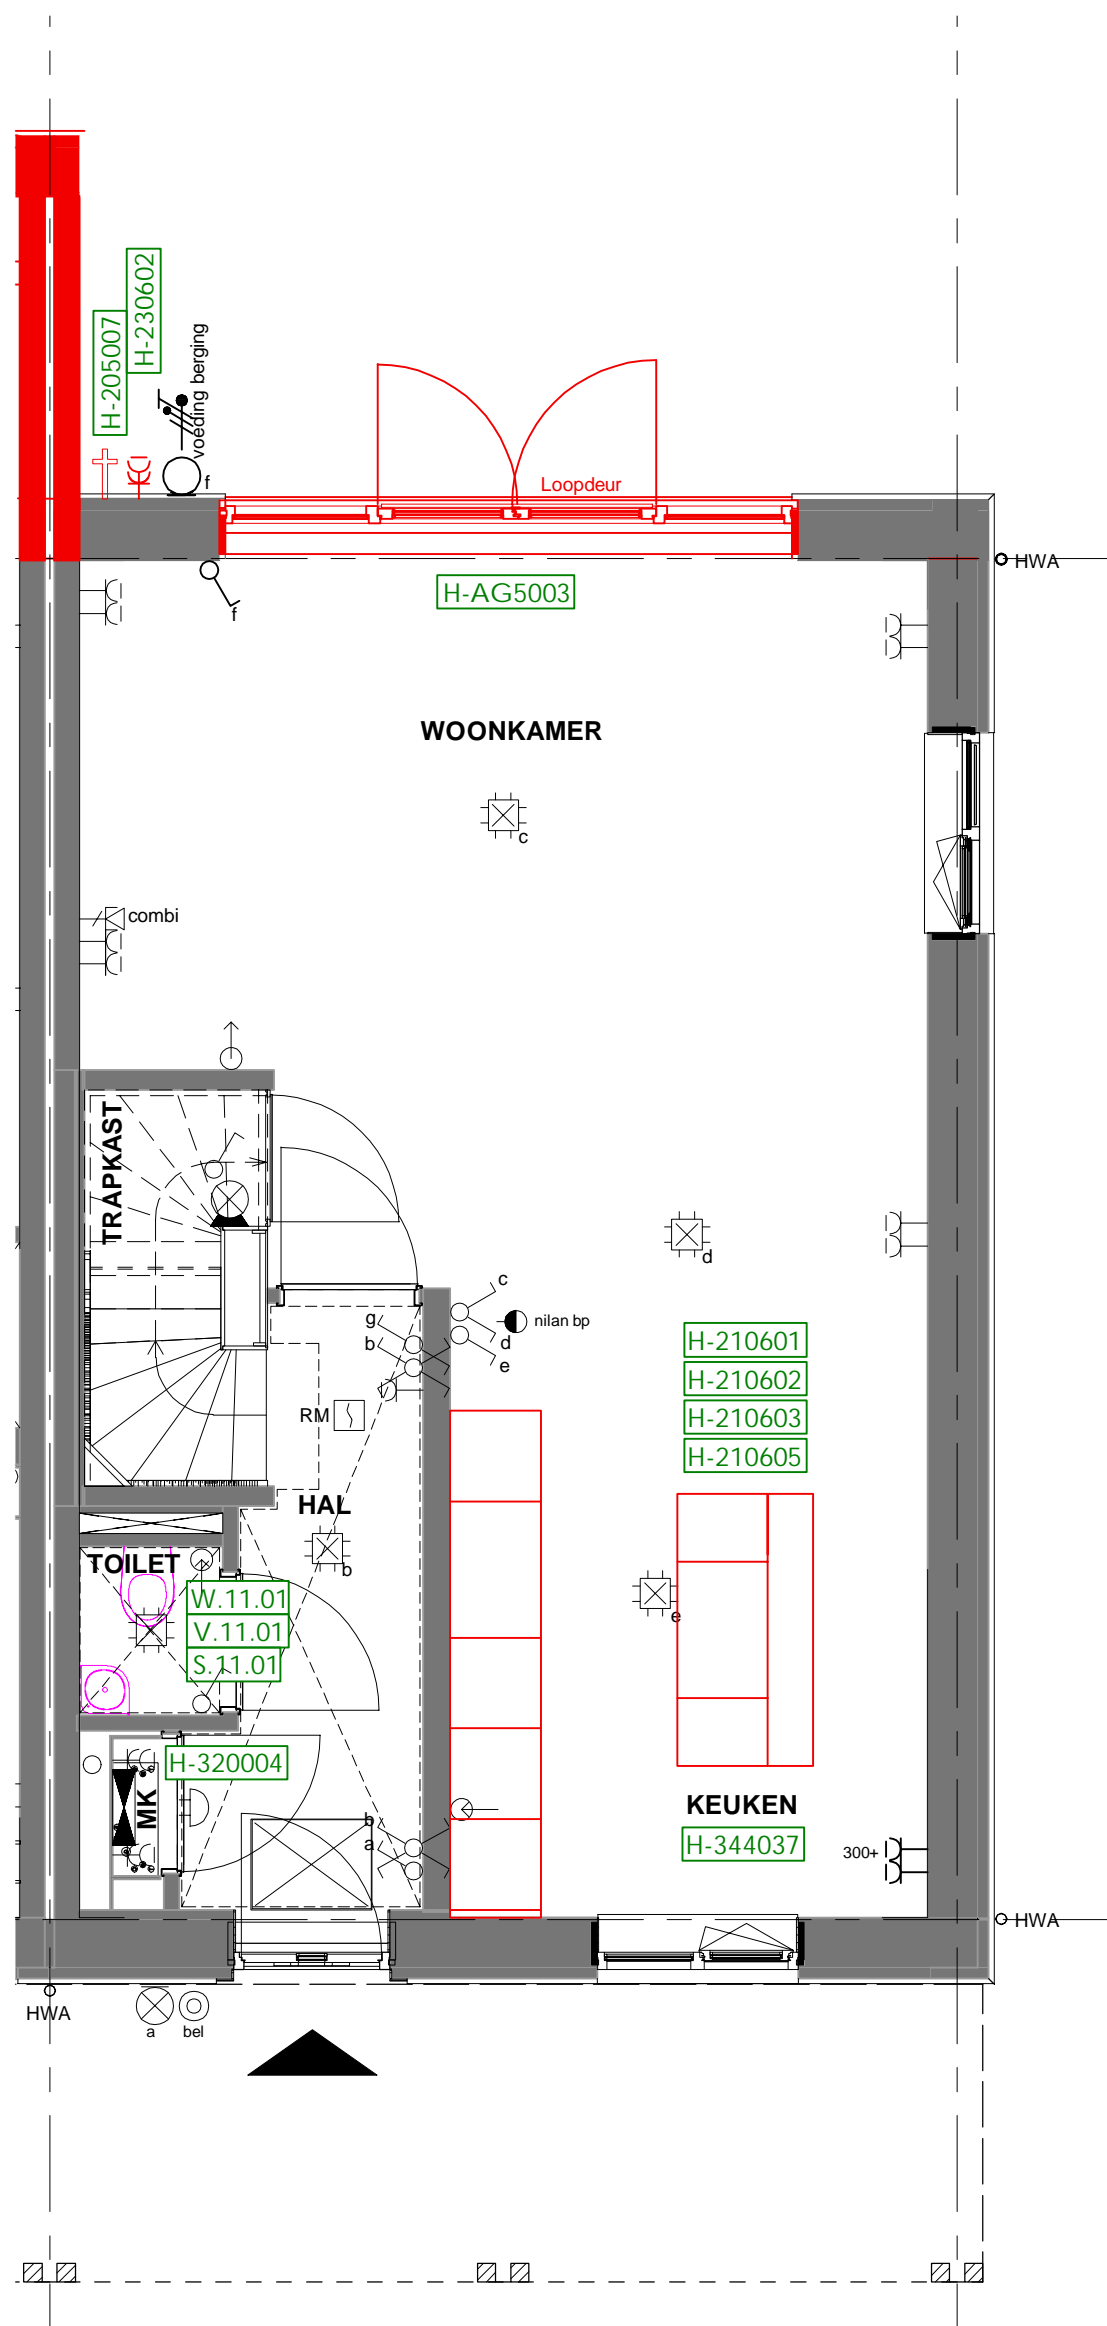 H-205007
H-230602
voeding berging
f
Loopdeur
HWA
f
H-AG5003
WOONKAMER
c
combi
TRAPKAST
d
c
g
nilan bp
b
d
e
H-210601
H-210602
H-210603
H-210605
RM
HAL
b
TOILET
W.11.01
V.11.01
S.11.01
e
H-320004
MK
KEUKEN
b
a
H-344037
300+
HWA
HWA
a
bel